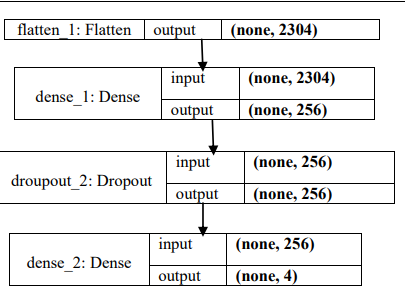 flatten_1: Flatten output (none, 2304)
input (none, 2304)
dense_1: Dense
output (none, 256)
input (none, 256)
droupout_2: Dropout
output (none, 256)
input (none, 256)
dense_2: Dense
output (none, 4)